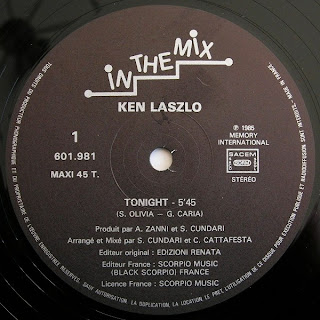 IN THE MIX
KEN LASZLO
1
601.981
MAXI 45 T.
℗ 1985
MEMORY
INTERNATIONAL
SACEM
STÉRÉO
TONIGHT - 5'45
(S. OLIVIA – G. CARIA)
Produit par A. ZANNI et S. CUNDARI
Arrangé et Mixé par S. CUNDARI et C. CATTAFESTA
Editeur original : EDIZIONI RENATA
Editeur France : SCORPIO MUSIC
(BLACK SCORPIO) FRANCE
Licence France : SCORPIO MUSIC